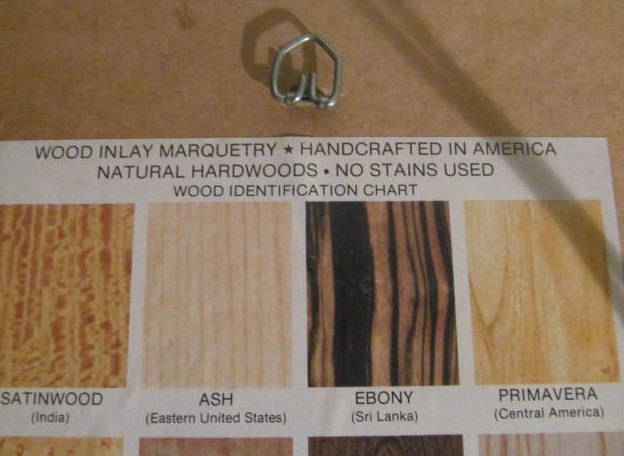 WOOD INLAY MARQUETRY ★ HANDCRAFTED IN AMERICA
NATURAL HARDWOODS • NO STAINS USED
WOOD IDENTIFICATION CHART
SATINWOOD ASH EBONY PRIMAVERA
(India) (Eastern United States) (Sri Lanka) (Central America)